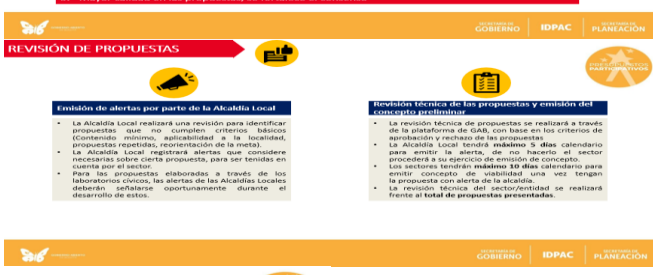 GOBIERNO
IDPAC
PLANEACIÓN
REVISIÓN DE PROPUESTAS
PRESUPUESTOS
PARTICIPATIVOS
Emisión de alertas por parte de la Alcaldía Local
• La Alcaldía Local realizará una revisión para identificar
propuestas que no cumplen criterios básicos
(Contenido mínimo, aplicabilidad a la localidad,
propuestas repetidas, reorientación de la meta).
• La Alcaldía Local registrará alertas que considere
necesarias sobre cierta propuesta, para ser tenidas en
cuenta por el sector.
• Para las propuestas elaboradas a través de los
laboratorios cívicos, las alertas de las Alcaldías Locales
deberán señalarse oportunamente durante el
desarrollo de estos.
Revisión técnica de las propuestas y emisión del
concepto preliminar
• La revisión técnica de propuestas se realizará a través
de la plataforma de GAB, con base en los criterios de
aprobación y rechazo de las propuestas
• La Alcaldía Local tendrá máximo 5 días calendario
para emitir la alerta, de no hacerlo el sector
procederá a su ejercicio de emisión de concepto.
• Los sectores tendrán máximo 10 días calendario para
emitir concepto de viabilidad una vez tengan
la propuesta con alerta de la alcaldía.
• La revisión técnica del sector/entidad se realizará
frente al total de propuestas presentadas.
GOBIERNO
IDPAC
PLANEACIÓN